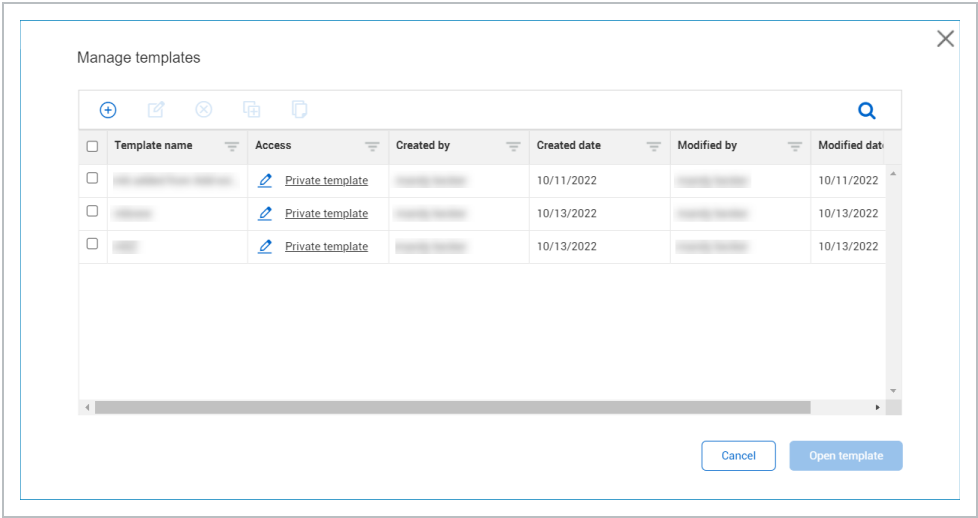 Manage templates
Template name Access Created by Created date Modified by Modified dat
Private template 10/11/2022 10/11/2022
Private template 10/13/2022 10/13/2022
Private template 10/13/2022 10/13/2022
Cancel Open template